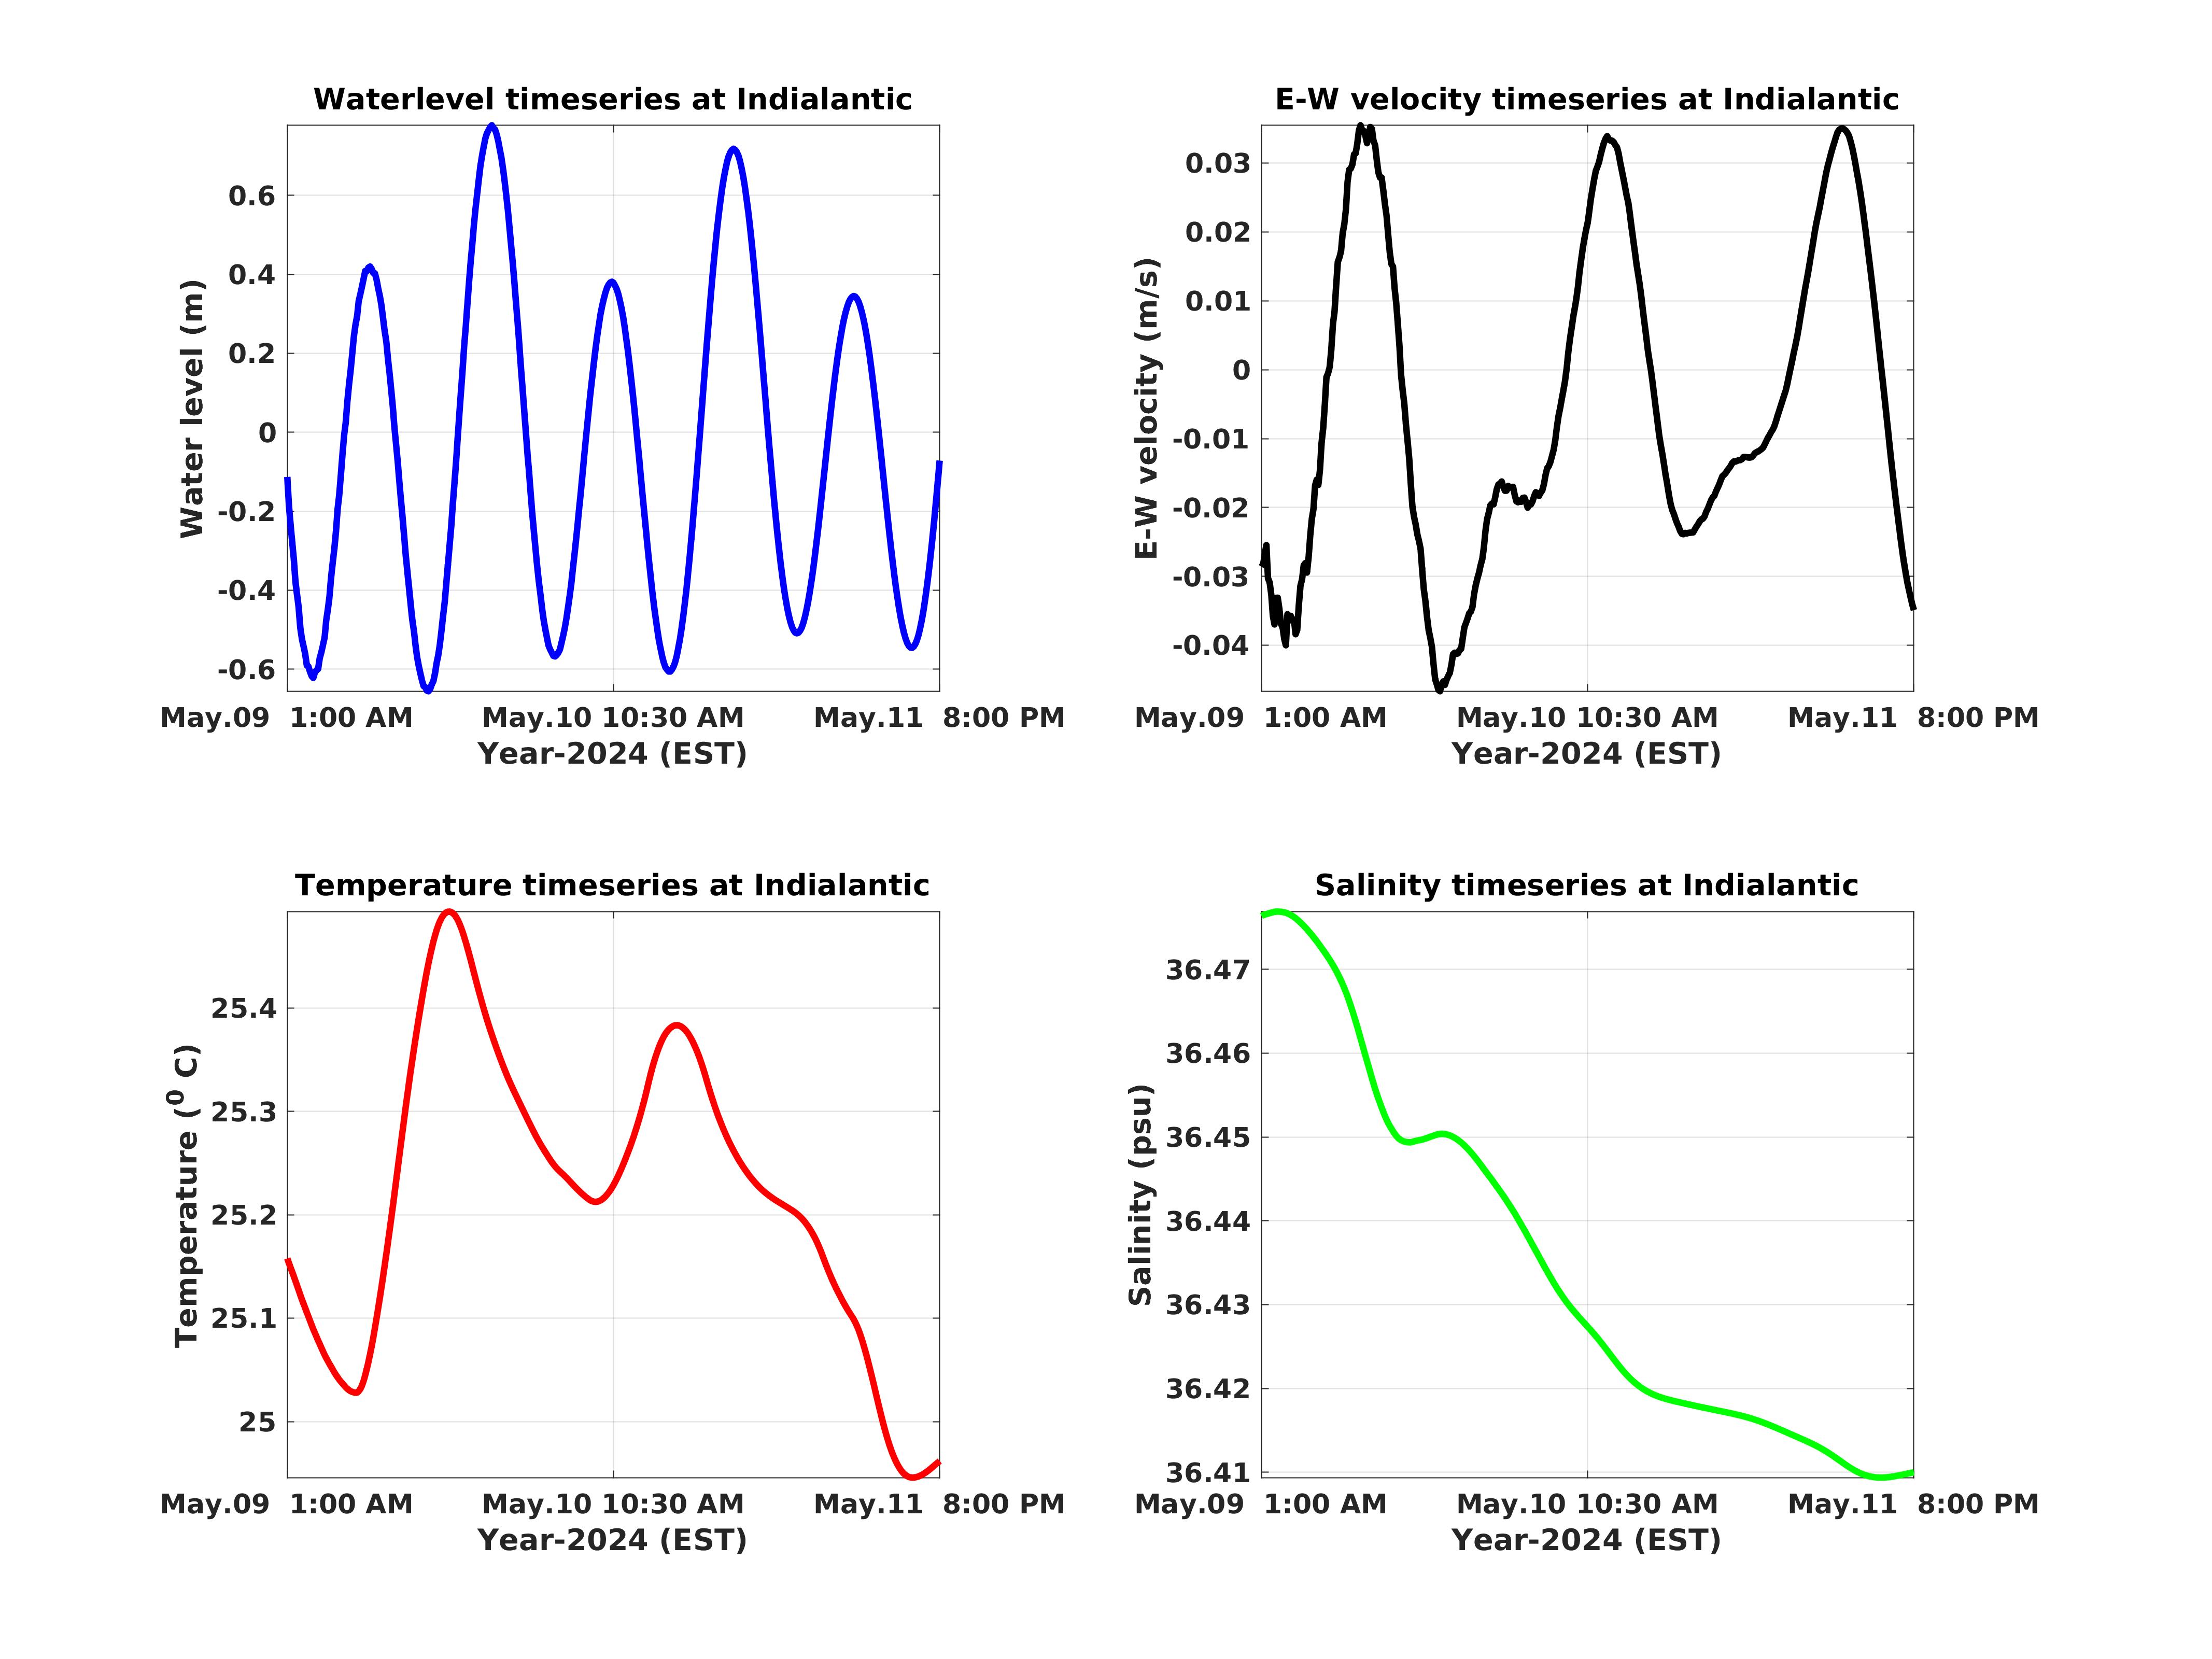 Waterlevel timeseries at Indialantic
Water level (m)
0.6
0.4
0.2
0
-0.2
-0.4
-0.6
May.09 1:00 AM May.10 10:30 AM May.11 8:00 PM
Year-2024 (EST)
E-W velocity timeseries at Indialantic
E-W velocity (m/s)
0.03
0.02
0.01
0
-0.01
-0.02
-0.03
-0.04
May.09 1:00 AM May.10 10:30 AM May.11 8:00 PM
Year-2024 (EST)
Temperature timeseries at Indialantic
Temperature (⁰ C)
25.4
25.3
25.2
25.1
25
May.09 1:00 AM May.10 10:30 AM May.11 8:00 PM
Year-2024 (EST)
Salinity timeseries at Indialantic
Salinity (psu)
36.47
36.46
36.45
36.44
36.43
36.42
36.41
May.09 1:00 AM May.10 10:30 AM May.11 8:00 PM
Year-2024 (EST)